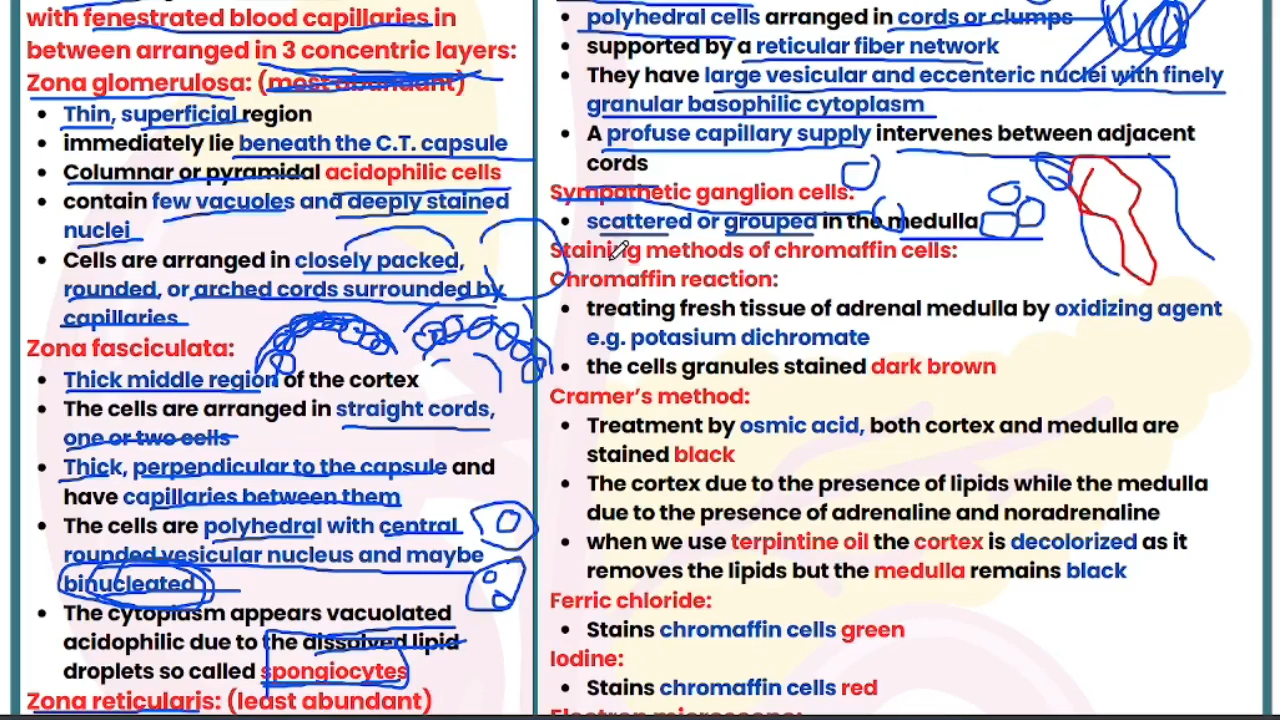 with fenestrated blood capillaries in
between arranged in 3 concentric layers:
Zona glomerulosa: (most abundant)
• Thin, superficial region
• immediately lie beneath the C.T. capsule
• Columnar or pyramidal acidophilic cells
• contain few vacuoles and deeply stained
nuclei
• Cells are arranged in closely packed,
rounded, or arched cords surrounded by
capillaries
Zona fasciculata:
• Thick middle region of the cortex
• The cells are arranged in straight cords,
one or two cells
• Thick, perpendicular to the capsule and
have capillaries between them
• The cells are polyhedral with central
rounded vesicular nucleus and maybe
binucleated
• The cytoplasm appears vacuolated
acidophilic due to the dissolved lipid
droplets so called spongiocytes
Zona reticularis: (least abundant)
• polyhedral cells arranged in cords or clumps
• supported by a reticular fiber network
• They have large vesicular and eccenteric nuclei with finely
granular basophilic cytoplasm
• A profuse capillary supply intervenes between adjacent
cords
Sympathetic ganglion cells:
• scattered or grouped in the medulla
Staining methods of chromaffin cells:
Chromaffin reaction:
• treating fresh tissue of adrenal medulla by oxidizing agent
e.g. potasium dichromate
• the cells granules stained dark brown
Cramer's method:
• Treatment by osmic acid, both cortex and medulla are
stained black
• The cortex due to the presence of lipids while the medulla
due to the presence of adrenaline and noradrenaline
• when we use terpintine oil the cortex is decolorized as it
removes the lipids but the medulla remains black
Ferric chloride:
• Stains chromaffin cells green
Iodine:
• Stains chromaffin cells red
Electron microscope: